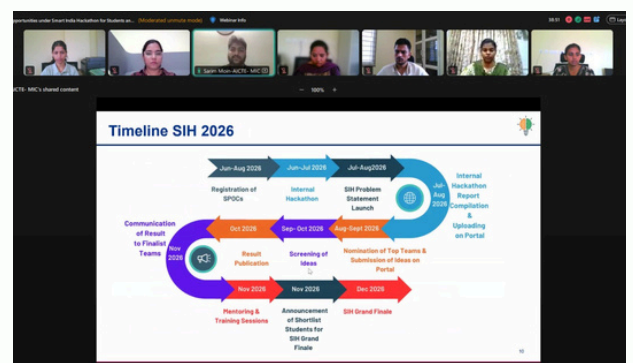 pportunities under Smart India Hackathon for Students an... (Moderated unmute mode) Webinar Info
38:51
Layo
Sarim Moin-AICTE- MIC
AICTE- MIC's shared content
100%
Timeline SIH 2026
Jun-Aug 2026
Jun-Jul 2026
Jul-Aug2026
Jul-
Aug
2026
Registration of
SPOCs
Internal
Hackathon
SIH Problem
Statement
Launch
Internal
Hackathon
Report
Compilation
&
Uploading
on Portal
Aug-Sept 2026
Sep- Oct 2026
Oct 2026
Nomination of Top Teams &
Submission of Ideas on
Portal
Screening of
Ideas
Result
Publication
Communication
of Result
to Finalist
Teams
Nov
2026
Nov 2026
Nov 2026
Dec 2026
Mentoring &
Training Sessions
Announcement
of Shortlist
Students for
SIH Grand
Finale
SIH Grand Finale
10